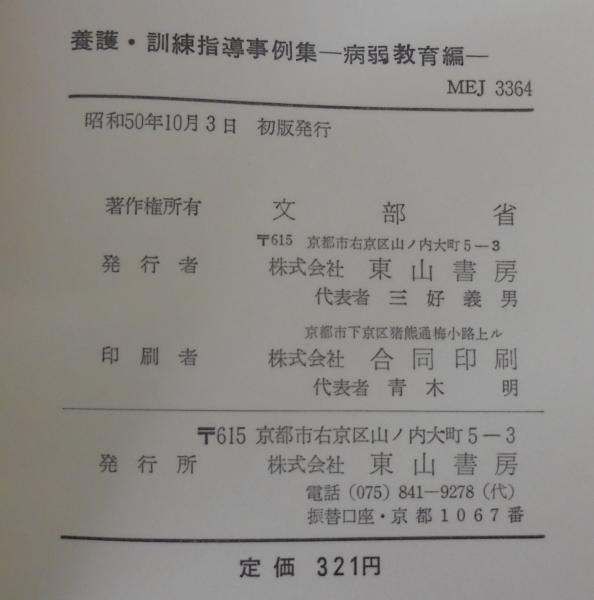 養護・訓練指導事例集―病弱教育編―
MEJ 3364
昭和50年10月3日 初版発行
著作権所有 文部省
〒615 京都市右京区山ノ内大町5－3
発行者 株式会社 東山書房
代表者 三好義男
京都市下京区猪熊通梅小路上ル
印刷者 株式会社 合同印刷
代表者 青木 明
〒615 京都市右京区山ノ内大町5－3
発行所 株式会社 東山書房
電話（075）841―9278（代）
振替口座・京都1067番
定価 321円